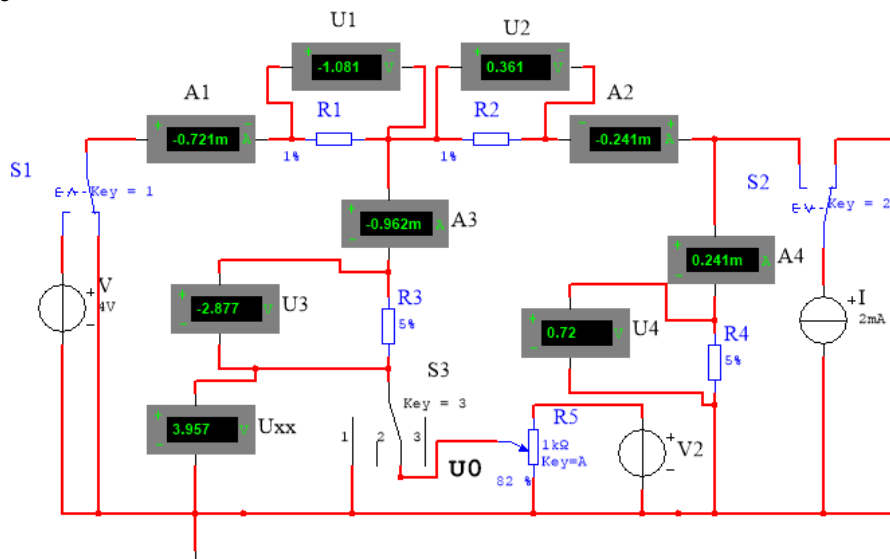 U1
U2
-1.081 V
0.361 V
A1
R1
R2
A2
-0.721m A
-0.241m A
1%
1%
S1
Key = 1
S2
Key = 2
-0.962m A
A3
0.241m A
A4
V
4V
-2.877 V
U3
R3
5%
0.72 V
U4
R4
5%
I
2mA
S3
Key = 3
3.957 V
Uxx
1
2
3
U0
R5
1kΩ
Key=A
82 %
V2